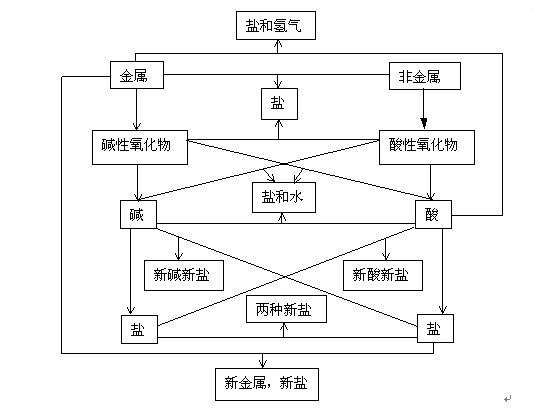 盐和氢气
金属
非金属
盐
碱性氧化物
酸性氧化物
盐和水
碱
酸
新碱新盐
新酸新盐
两种新盐
盐
盐
新金属，新盐